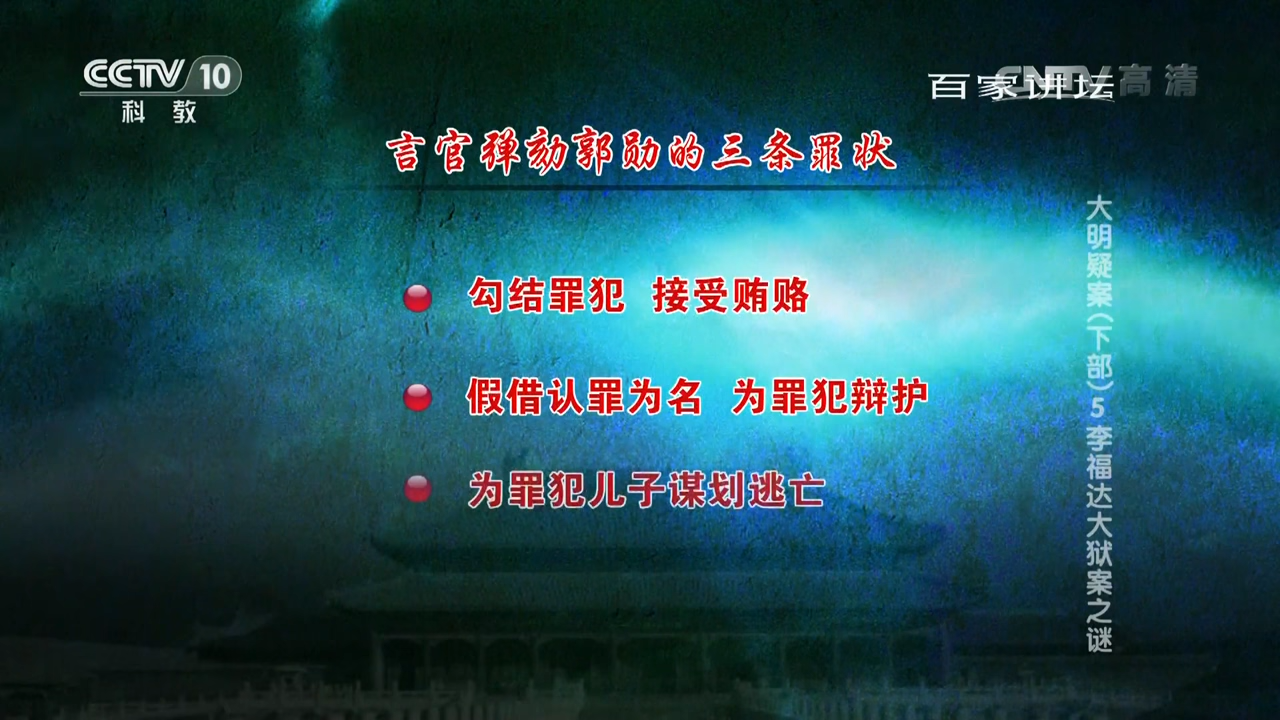 CCTV 10
科教
百家讲坛
CNTV高清
言官弹劾郭勋的三条罪状
勾结罪犯 接受贿赂
假借认罪为名 为罪犯辩护
为罪犯儿子谋划逃亡
大明疑案(下部)5李福达大狱案之谜